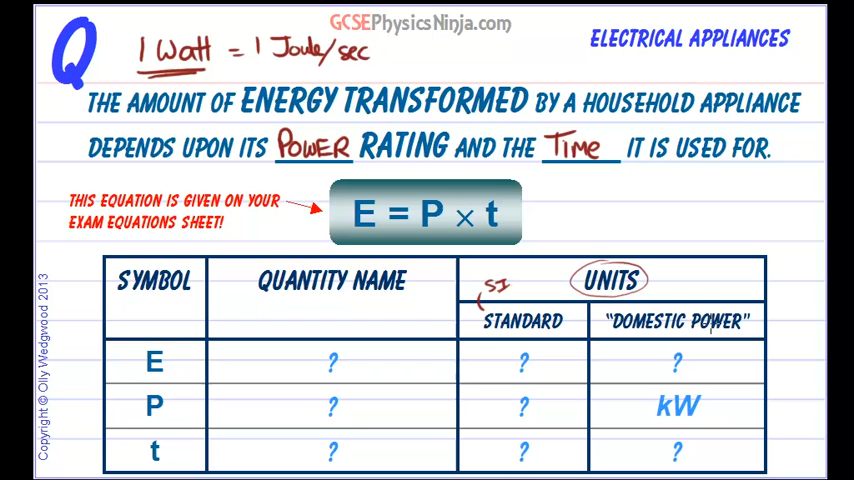 GCSEPhysicsNinja.com
Q
1 Watt = 1 Joule/sec
ELECTRICAL APPLIANCES
THE AMOUNT OF ENERGY TRANSFORMED BY A HOUSEHOLD APPLIANCE
DEPENDS UPON ITS POWER RATING AND THE TIME IT IS USED FOR.
THIS EQUATION IS GIVEN ON YOUR
EXAM EQUATIONS SHEET!
E = P × t
SYMBOL QUANTITY NAME SI UNITS
STANDARD "DOMESTIC POWER"
E ? ? ?
P ? ? kW
t ? ? ?
Copyright © Olly Wedgwood 2013